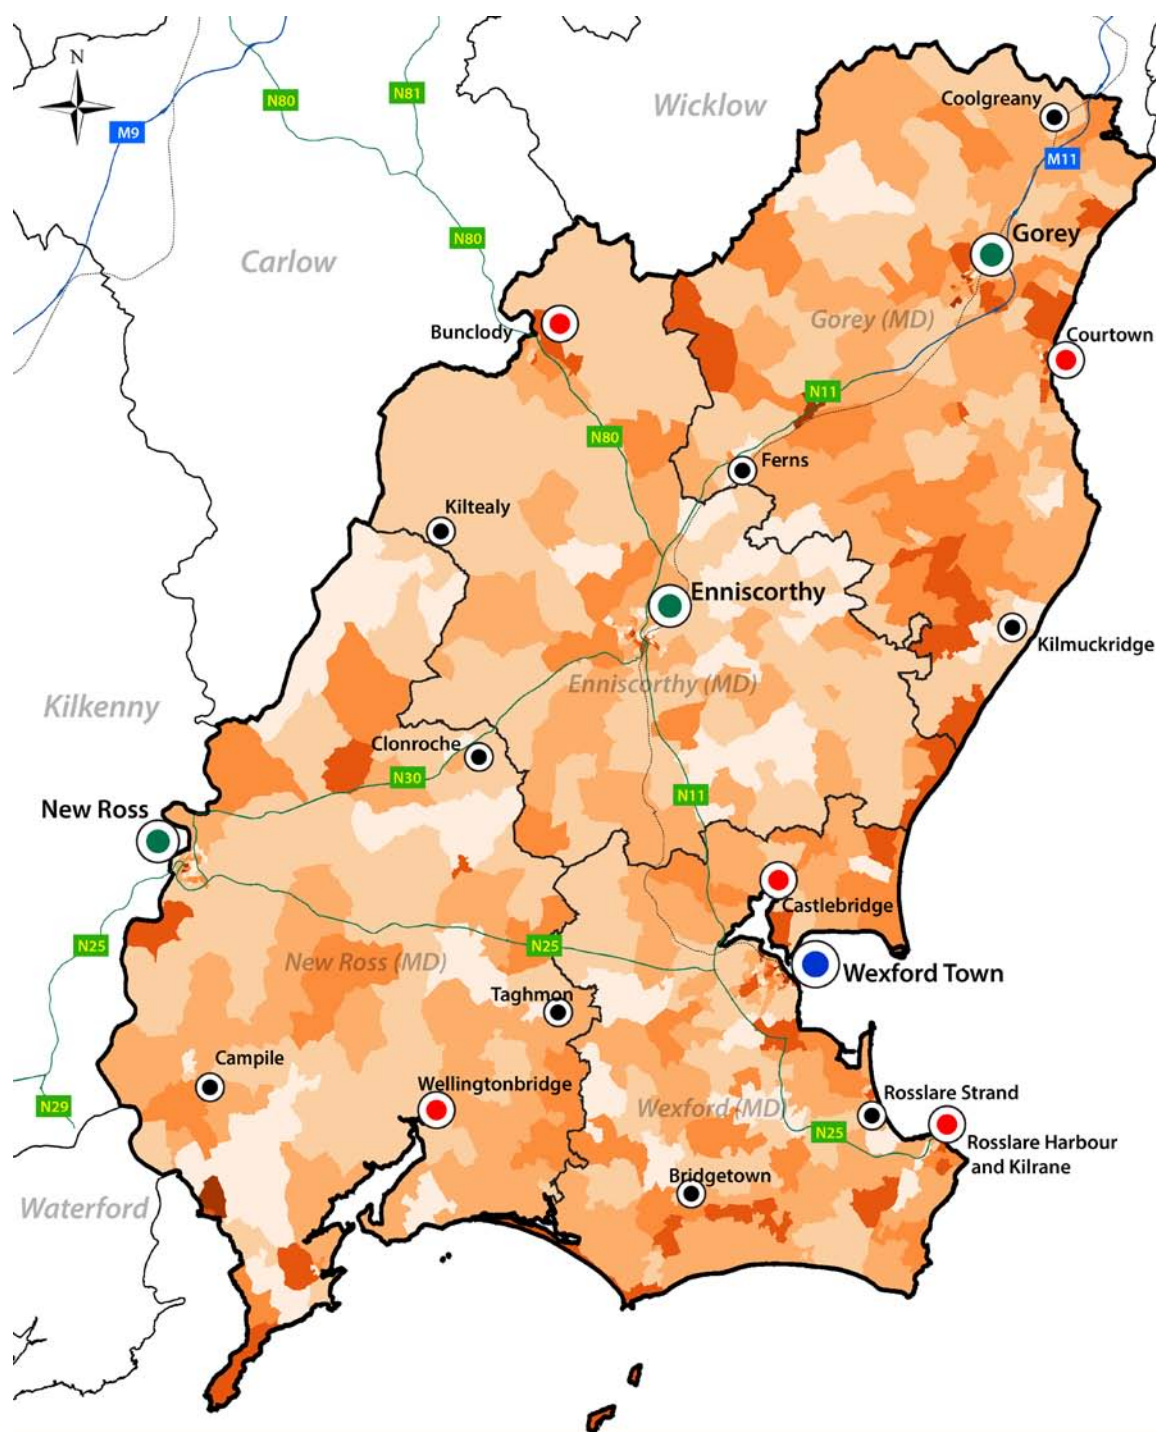 N
N80
N81
M9
Wicklow
Coolgreany
M11
N80
Carlow
Gorey
Bunclody
Gorey (MD)
Courtown
N11
N80
Ferns
Kiltealy
Enniscorthy
Kilmuckridge
Enniscorthy (MD)
Kilkenny
Clonroche
N30
N11
New Ross
Castlebridge
N25
N25
New Ross (MD)
Wexford Town
Taghmon
Campile
Wellingtonbridge
Rosslare Strand
N29
Wexford (MD)
N25
Rosslare Harbour
and Kilrane
Bridgetown
Waterford